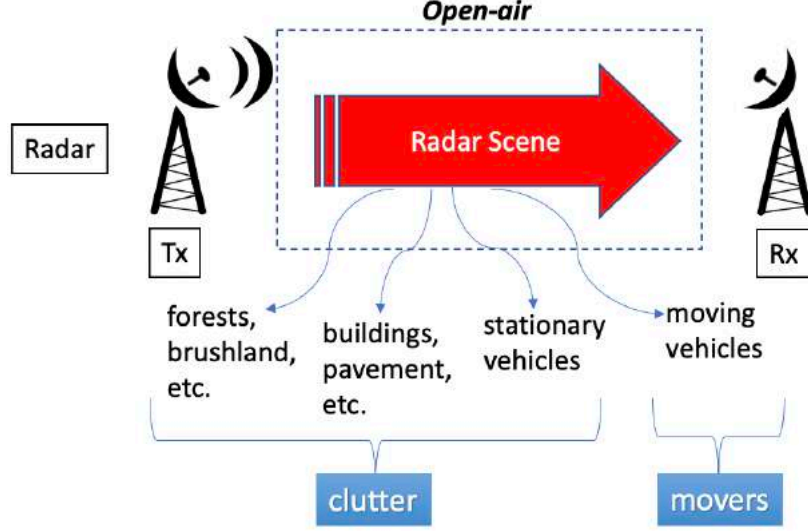 Open-air
Radar
Radar Scene
Tx
Rx
forests,
brushland,
etc.
buildings,
pavement,
etc.
stationary
vehicles
moving
vehicles
clutter
movers